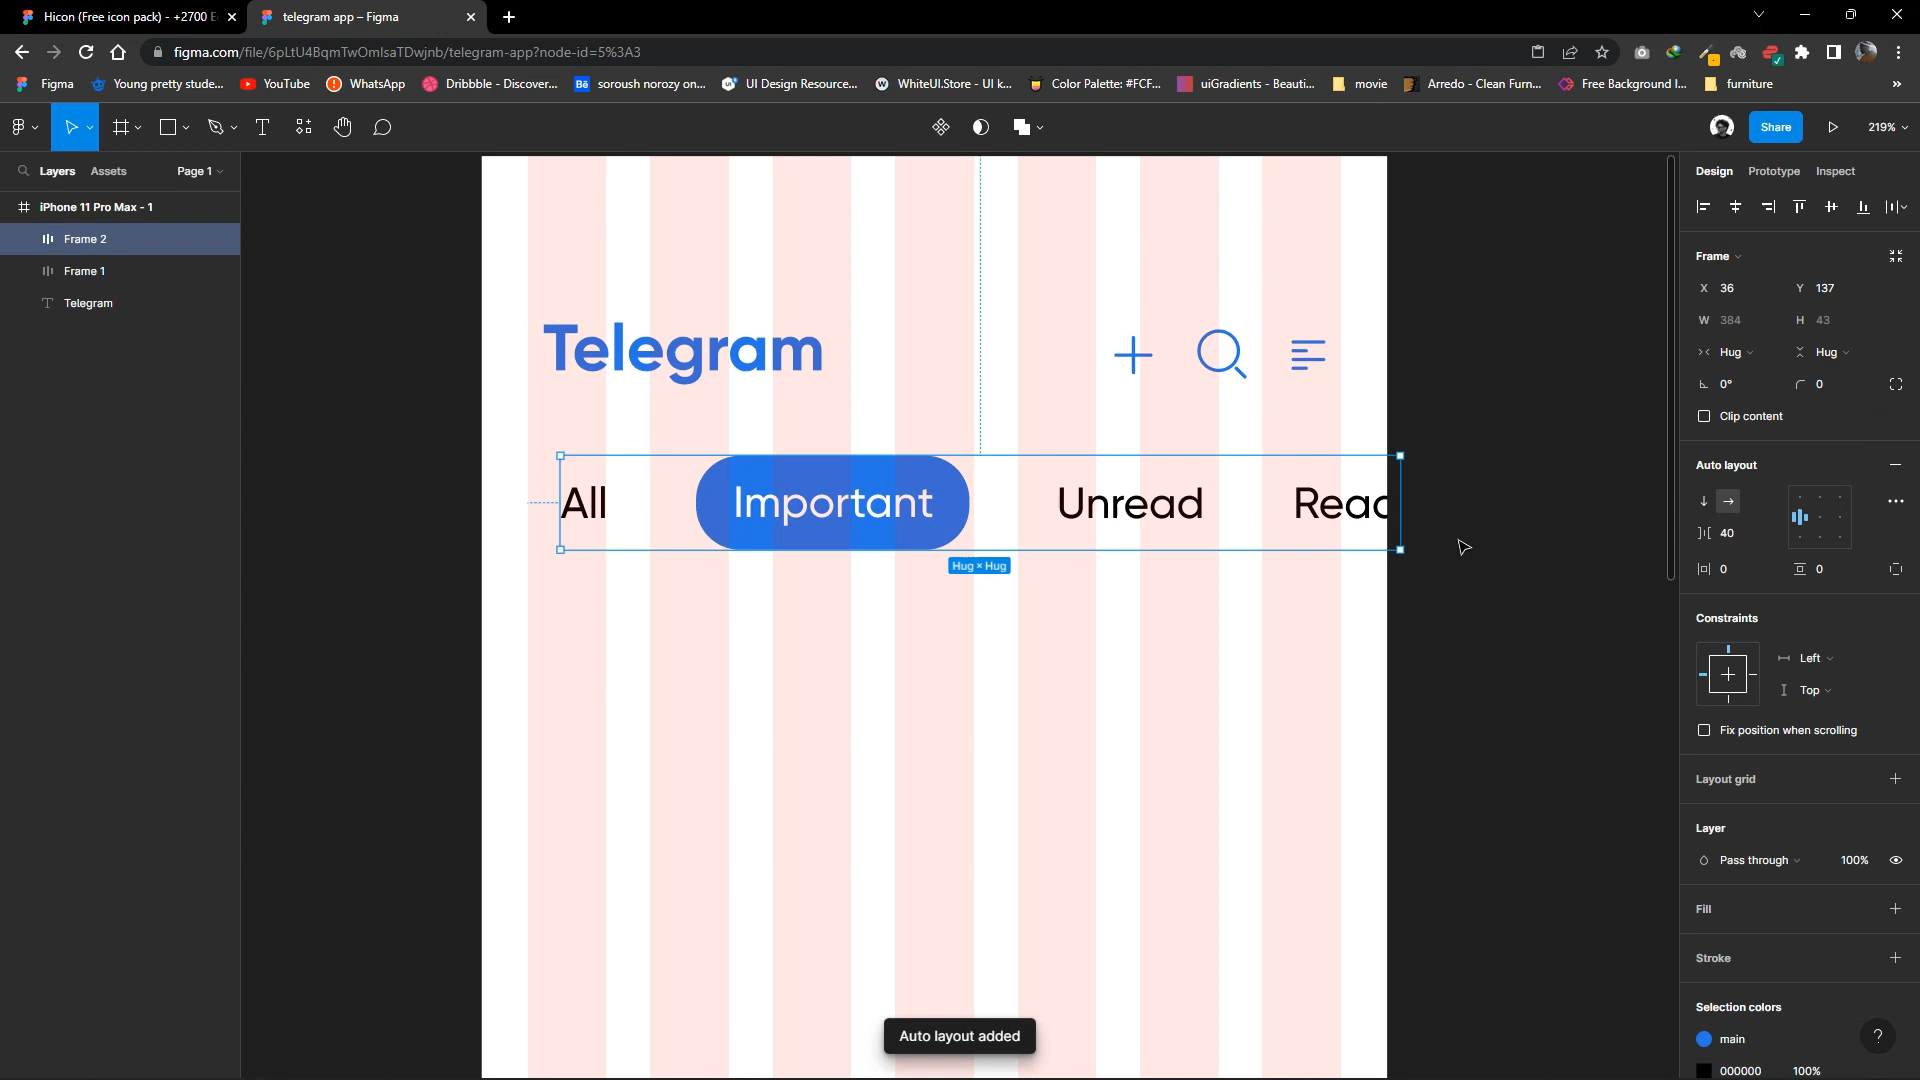 Hicon (Free icon pack) - +2700 E
telegram app – Figma
figma.com/file/6pLtU4BqmTwOmIsaTDwjnb/telegram-app?node-id=5%3A3
Figma
Young pretty stude...
YouTube
WhatsApp
Dribbble - Discover...
Bē
soroush norozy on...
UI Design Resource...
WhiteUI.Store - UI k...
Color Palette: #FCF...
uiGradients - Beauti...
movie
Arredo - Clean Furn...
Free Background I...
furniture
»
Share
219%
Layers
Assets
Page 1
iPhone 11 Pro Max - 1
Frame 2
Frame 1
Telegram
Telegram
All
Important
Unread
Read
Hug × Hug
Auto layout added
Design
Prototype
Inspect
Frame
X 36
Y 137
W 384
H 43
Hug
Hug
0°
0
Clip content
Auto layout
40
0
0
Constraints
Left
Top
Fix position when scrolling
Layout grid
Layer
Pass through
100%
Fill
Stroke
Selection colors
main
000000
100%
?